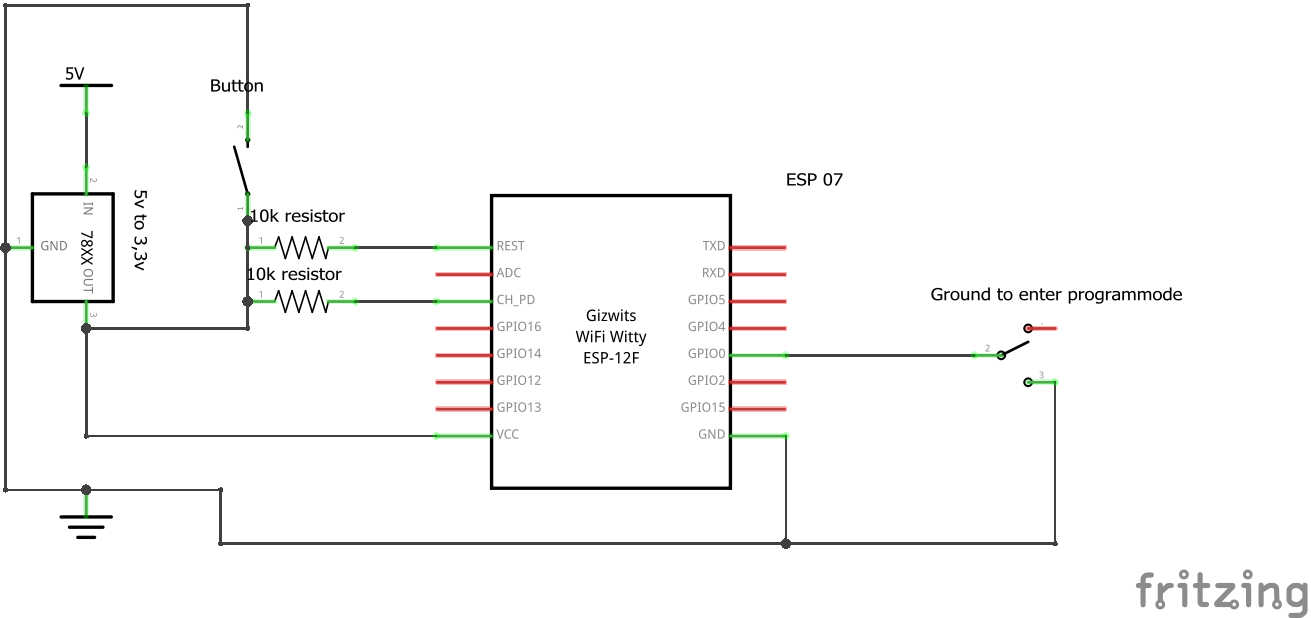 5V
Button
2
2
IN
1
GND
78XX
OUT
3
5v to 3,3v
1
10k resistor
1
2
10k resistor
1
2
ESP 07
REST
ADC
CH_PD
GPIO16
GPIO14
GPIO12
GPIO13
VCC
Gizwits
WiFi Witty
ESP-12F
TXD
RXD
GPIO5
GPIO4
GPIO0
GPIO2
GPIO15
GND
Ground to enter programmode
2
3
fritzing